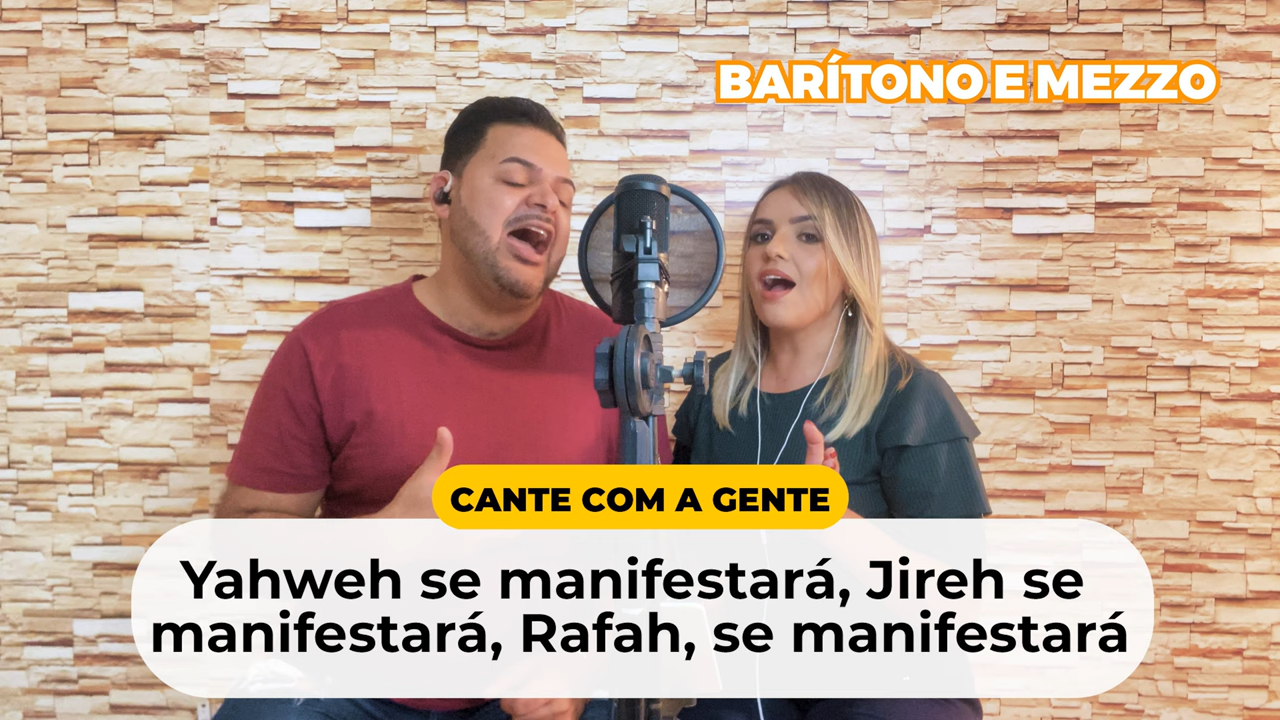 BARÍTONO E MEZZO
CANTE COM A GENTE
Yahweh se manifestará, Jireh se
manifestará, Rafah, se manifestará